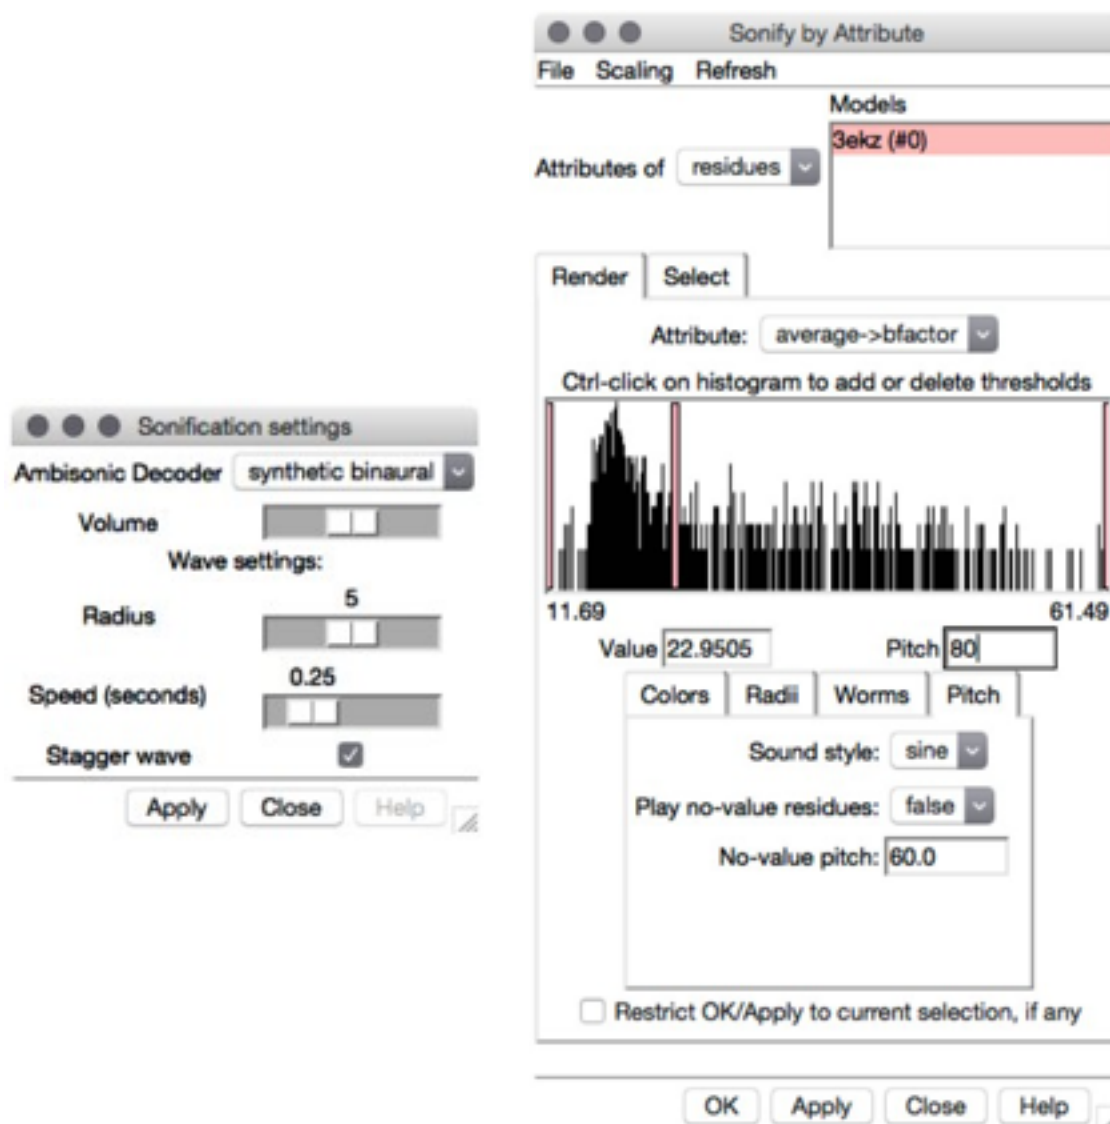 Sonification settings
Ambisonic Decoder synthetic binaural
Volume
Wave settings:
5
Radius
0.25
Speed (seconds)
Stagger wave
Apply Close Help
Sonify by Attribute
File Scaling Refresh
Models
3ekz (#0)
Attributes of residues
Render Select
Attribute: average->bfactor
Ctrl-click on histogram to add or delete thresholds
11.69 61.49
Value 22.9505 Pitch 80
Colors Radii Worms Pitch
Sound style: sine
Play no-value residues: false
No-value pitch: 60.0
Restrict OK/Apply to current selection, if any
OK Apply Close Help